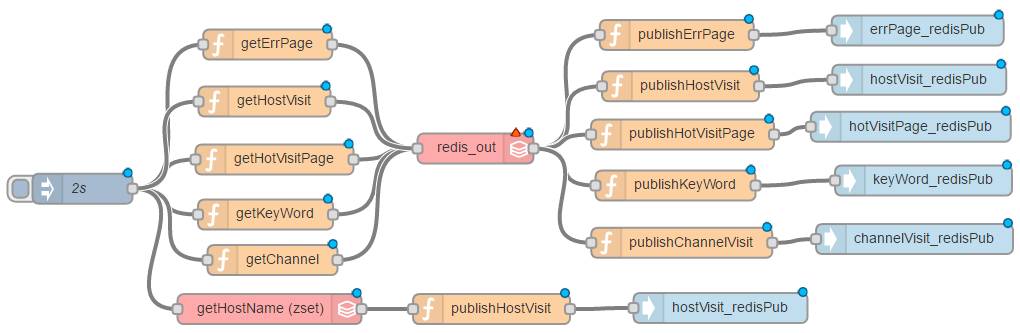 getErrPage
getHostVisit
getHotVisitPage
2s
getKeyWord
getChannel
getHostName (zset)
redis_out
publishErrPage
publishHostVisit
publishHotVisitPage
publishKeyWord
publishChannelVisit
publishHostVisit
errPage_redisPub
hostVisit_redisPub
hotVisitPage_redisPub
keyWord_redisPub
channelVisit_redisPub
hostVisit_redisPub